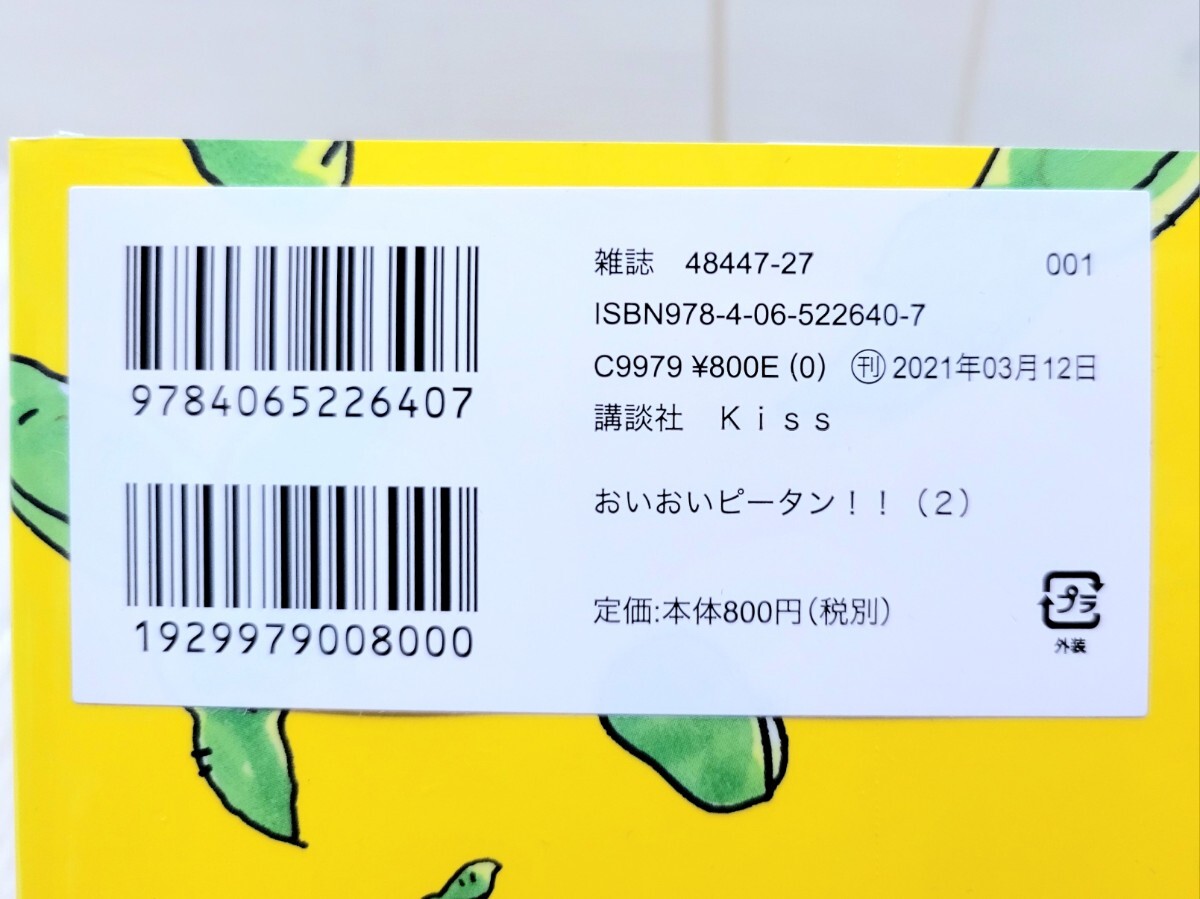 9784065226407
1929979008000
雑誌　48447-27　001
ISBN978-4-06-522640-7
C9979 ¥800E (0)　㊗2021年03月12日
講談社　Ｋｉｓｓ
おいおいピータン！！（２）
定価:本体800円(税別)
プラ
外装